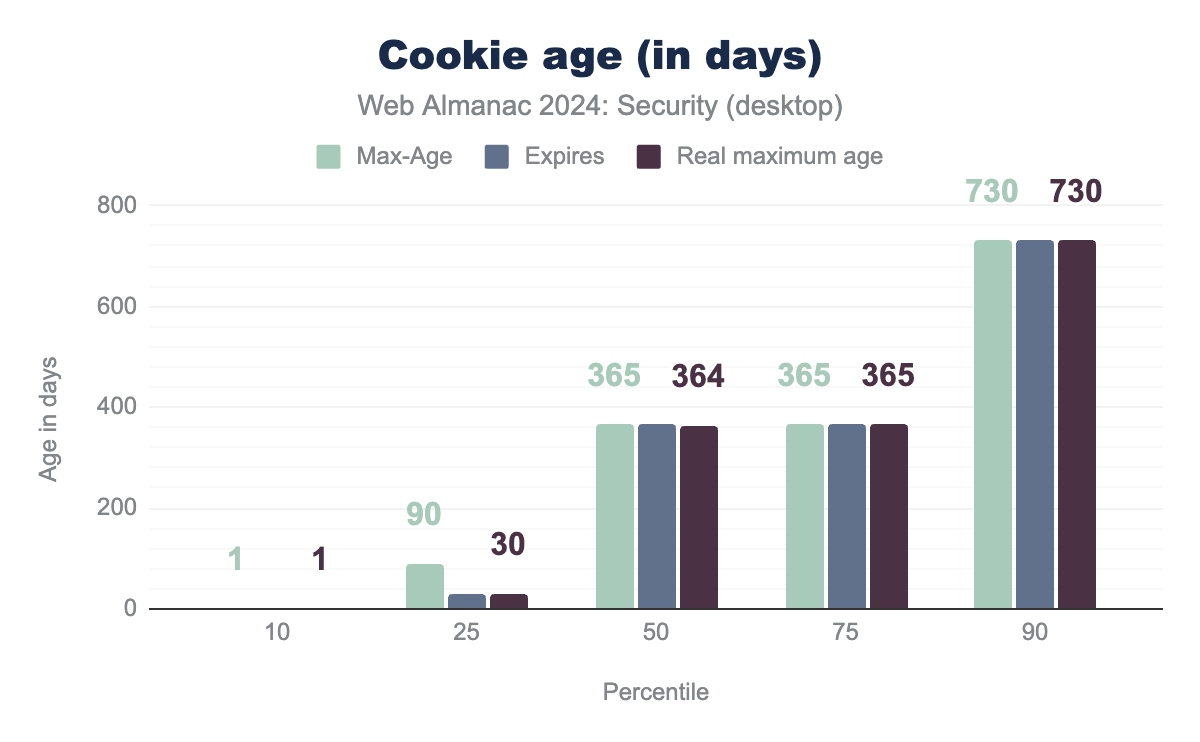 Cookie age (in days)
Web Almanac 2024: Security (desktop)
Max-Age Expires Real maximum age
730 730
800
600
365 364 365 365
400
90
200
30
1 1
0
10 25 50 75 90
Age in days
Percentile